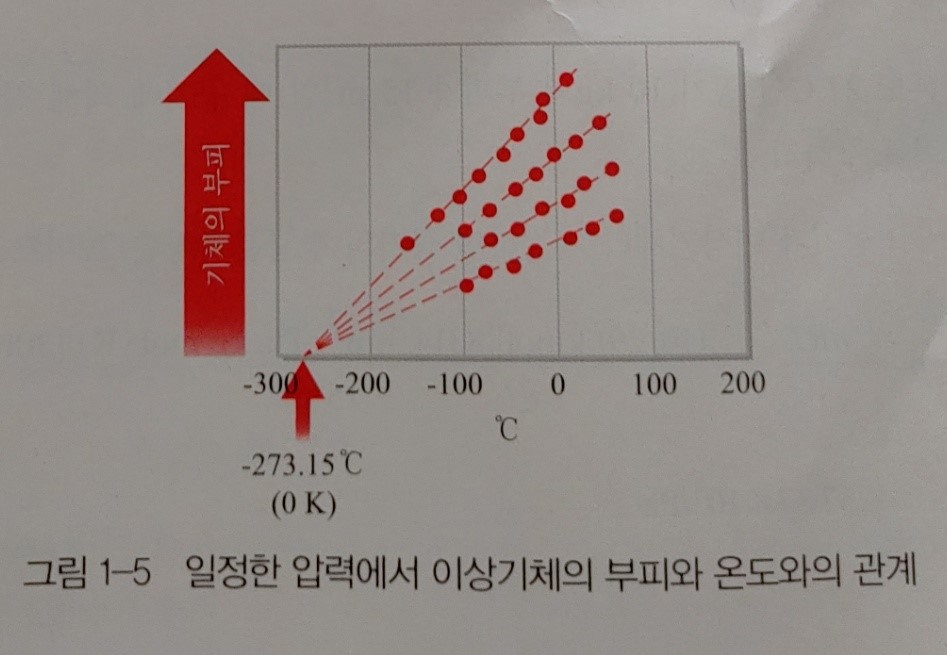 기체의 부피
-300 -200 -100 0 100 200
℃
-273.15℃
(0 K)
그림 1-5 일정한 압력에서 이상기체의 부피와 온도와의 관계